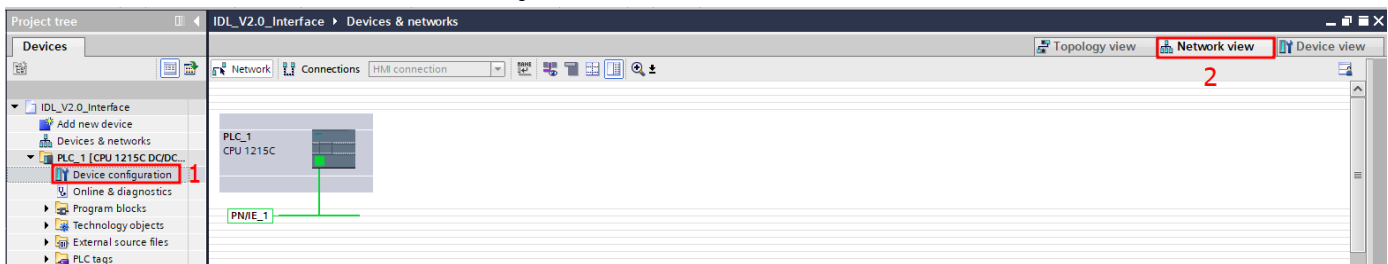 Project tree
IDL_V2.0_Interface ▸ Devices & networks
Devices
Topology view
Network view
Device view
2
Network
Connections
HMI connection
IDL_V2.0_Interface
Add new device
Devices & networks
PLC_1 [CPU 1215C DC/DC...
Device configuration
1
Online & diagnostics
Program blocks
Technology objects
External source files
PLC tags
PLC_1
CPU 1215C
PN/IE_1